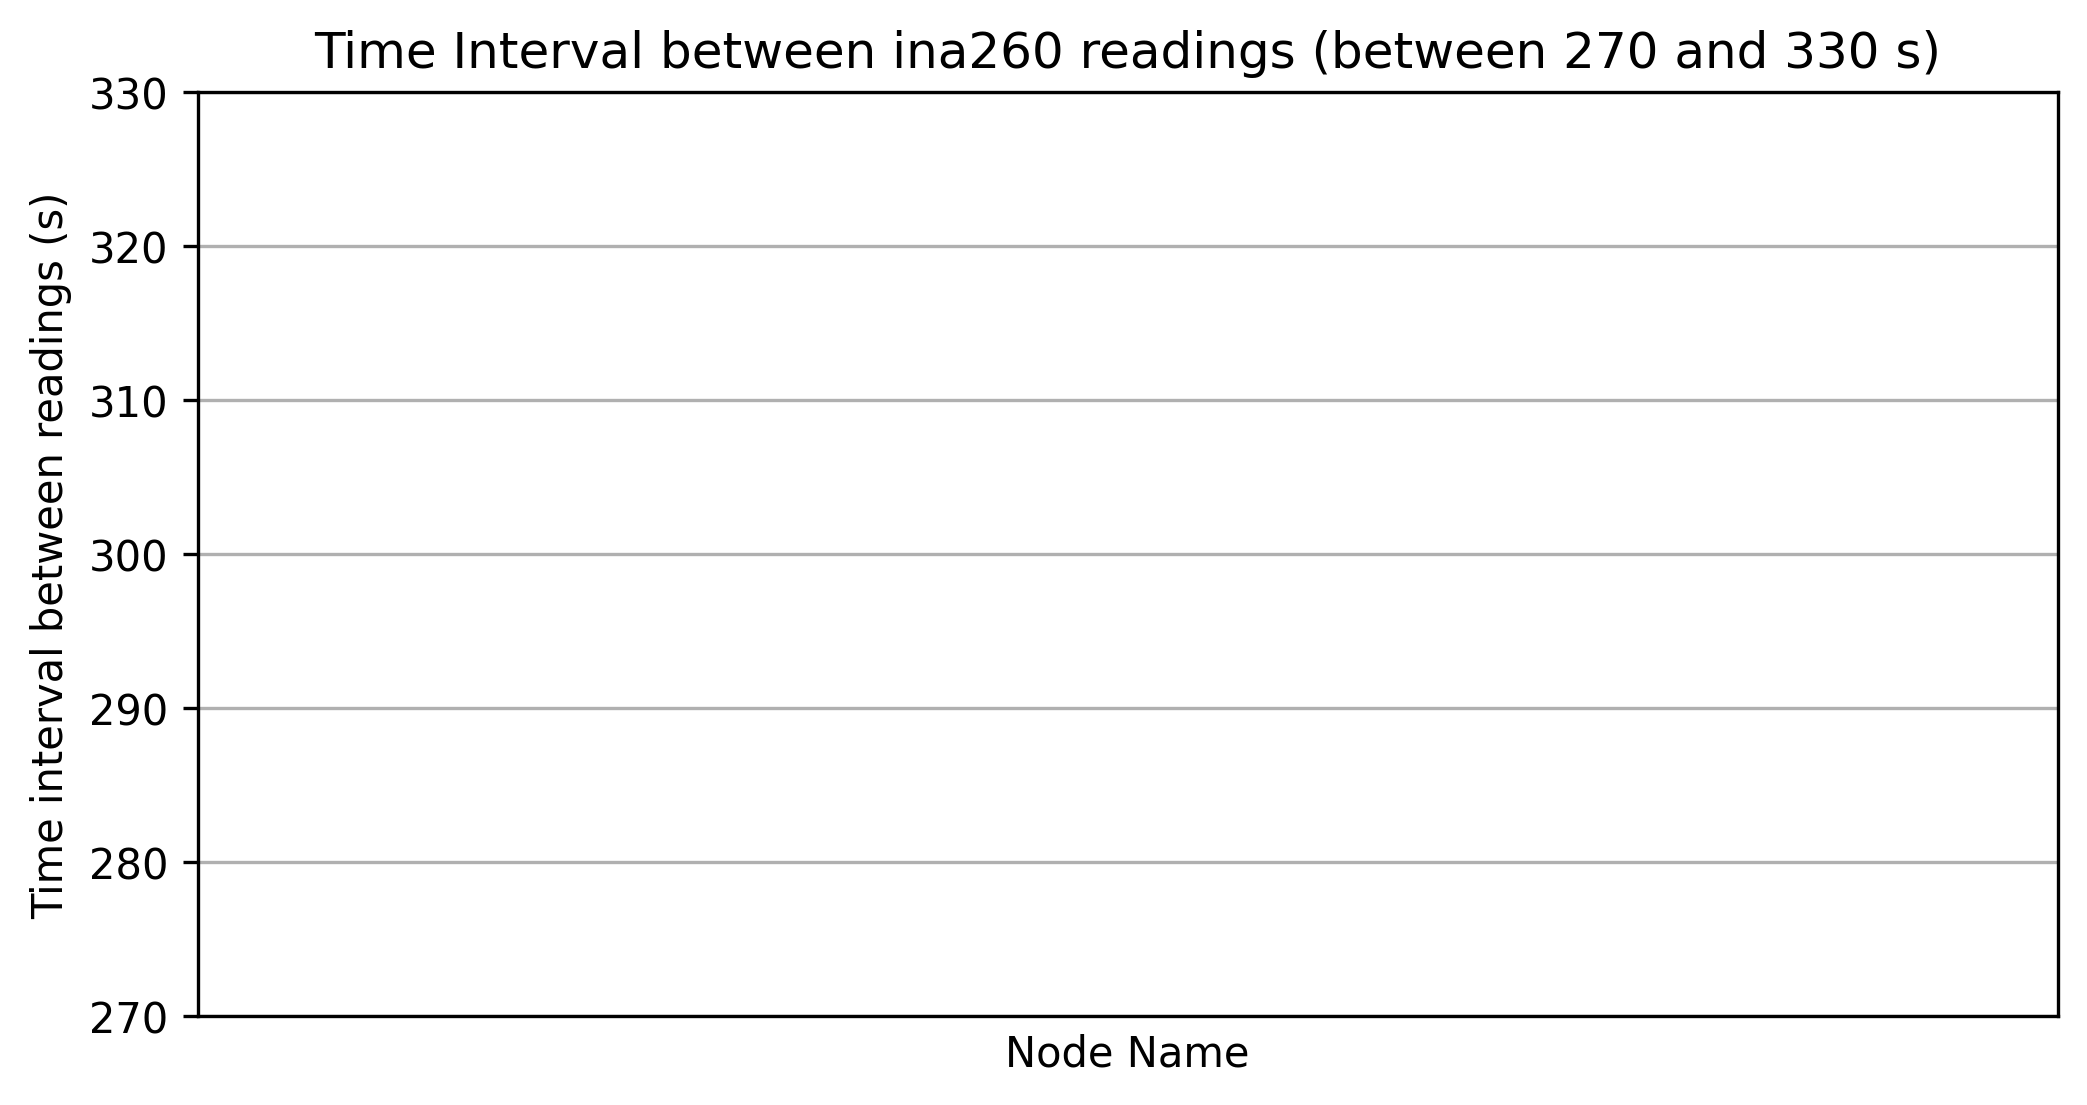 Time Interval between ina260 readings (between 270 and 330 s)
Time interval between readings (s)
330
320
310
300
290
280
270
Node Name